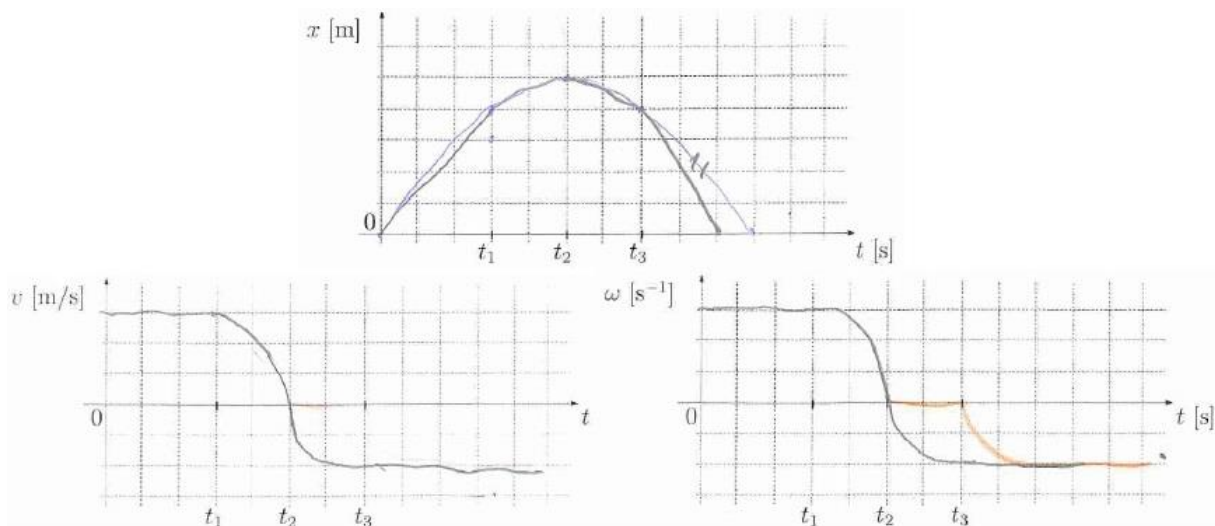 x [m]
0
t₁ t₂ t₃ t [s]
v [m/s]
0
t
t₁ t₂ t₃
ω [s⁻¹]
0
t [s]
t₁ t₂ t₃